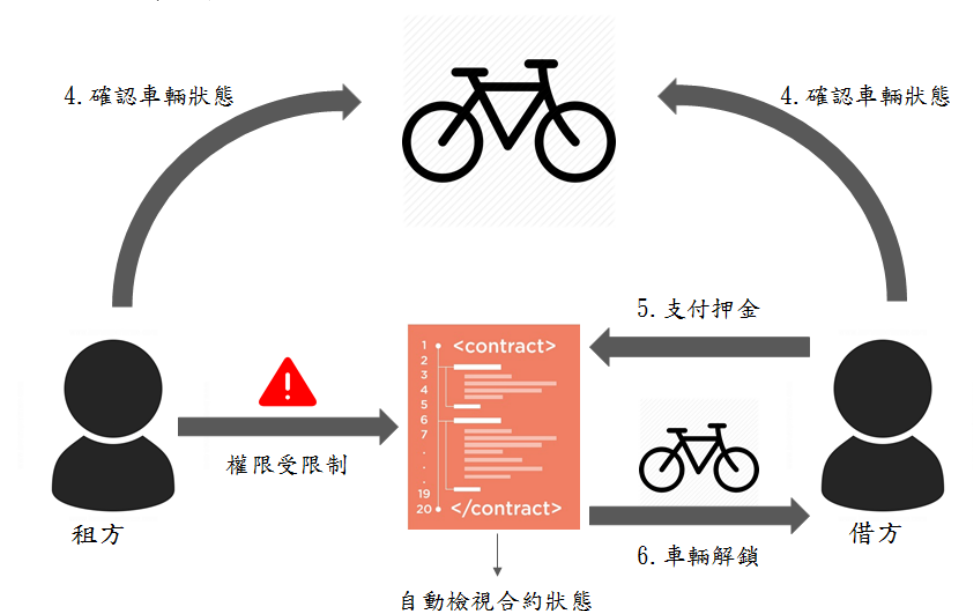 4.確認車輛狀態
4.確認車輛狀態
5.支付押金
1
<contract>
2
3
4
5
6
7
.
.
.
19
20
</contract>
權限受限制
租方
借方
6.車輛解鎖
自動檢視合約狀態